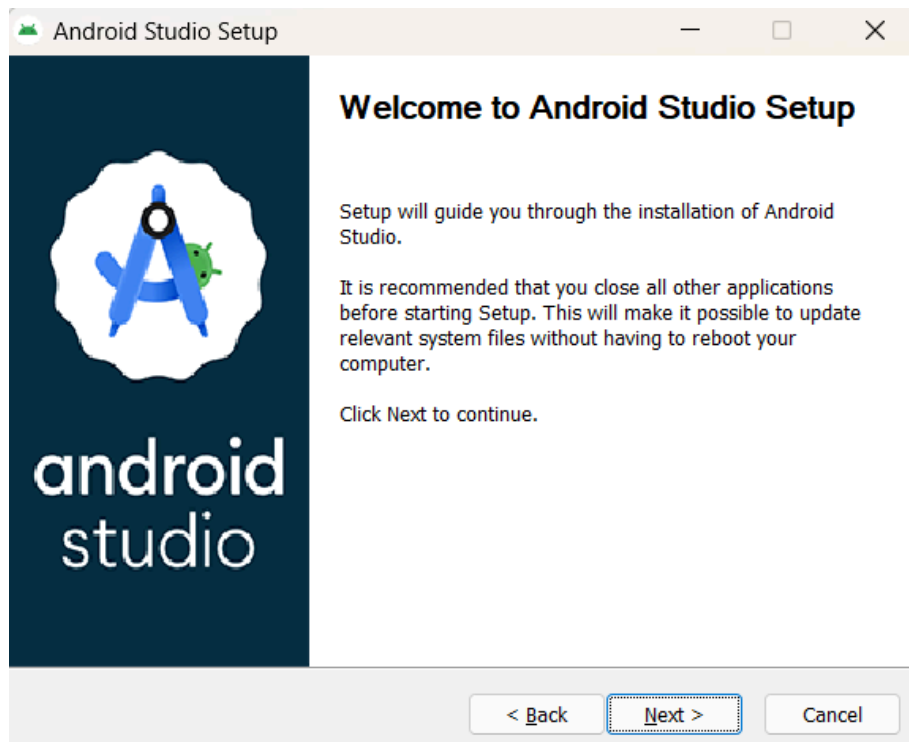 Android Studio Setup
Welcome to Android Studio Setup
Setup will guide you through the installation of Android
Studio.
It is recommended that you close all other applications
before starting Setup. This will make it possible to update
relevant system files without having to reboot your
computer.
Click Next to continue.
android
studio
< Back
Next >
Cancel